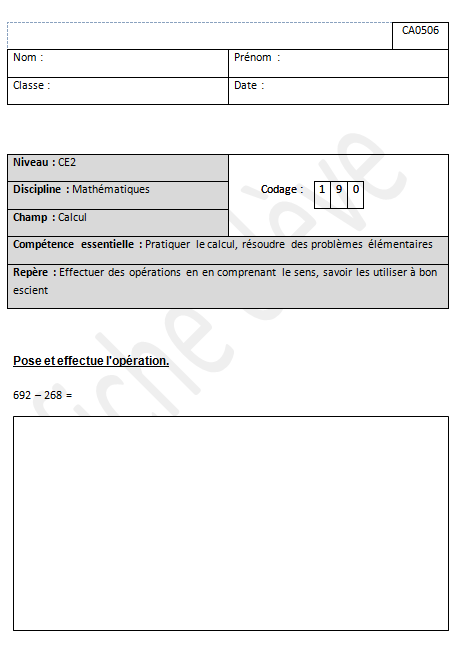 CA0506
Nom :
Prénom :
Classe :
Date :
Niveau : CE2
Discipline : Mathématiques
Codage : 1 9 0
Champ : Calcul
Compétence essentielle : Pratiquer le calcul, résoudre des problèmes élémentaires
Repère : Effectuer des opérations en en comprenant le sens, savoir les utiliser à bon
escient
Pose et effectue l'opération.
692 – 268 =
fiche élève